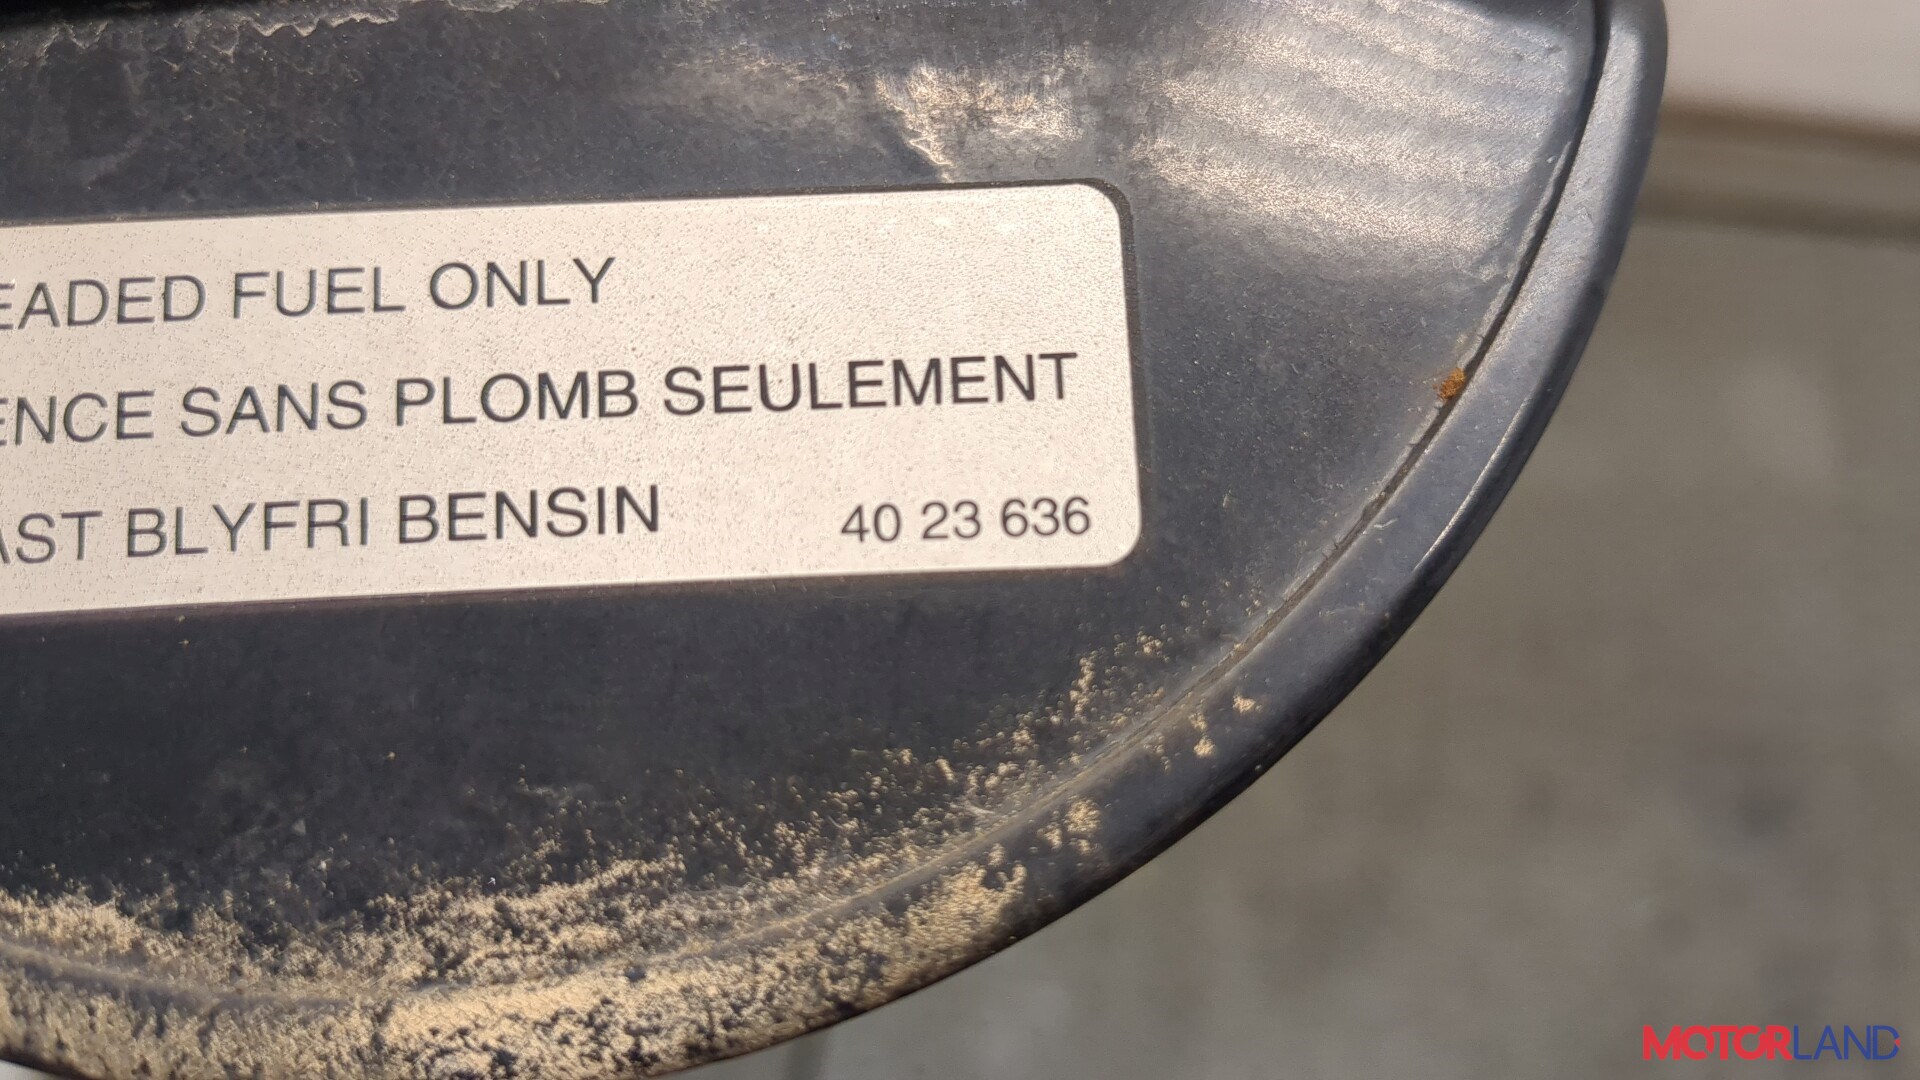 EADED FUEL ONLY
ENCE SANS PLOMB SEULEMENT
AST BLYFRI BENSIN 40 23 636
MOTORLAND